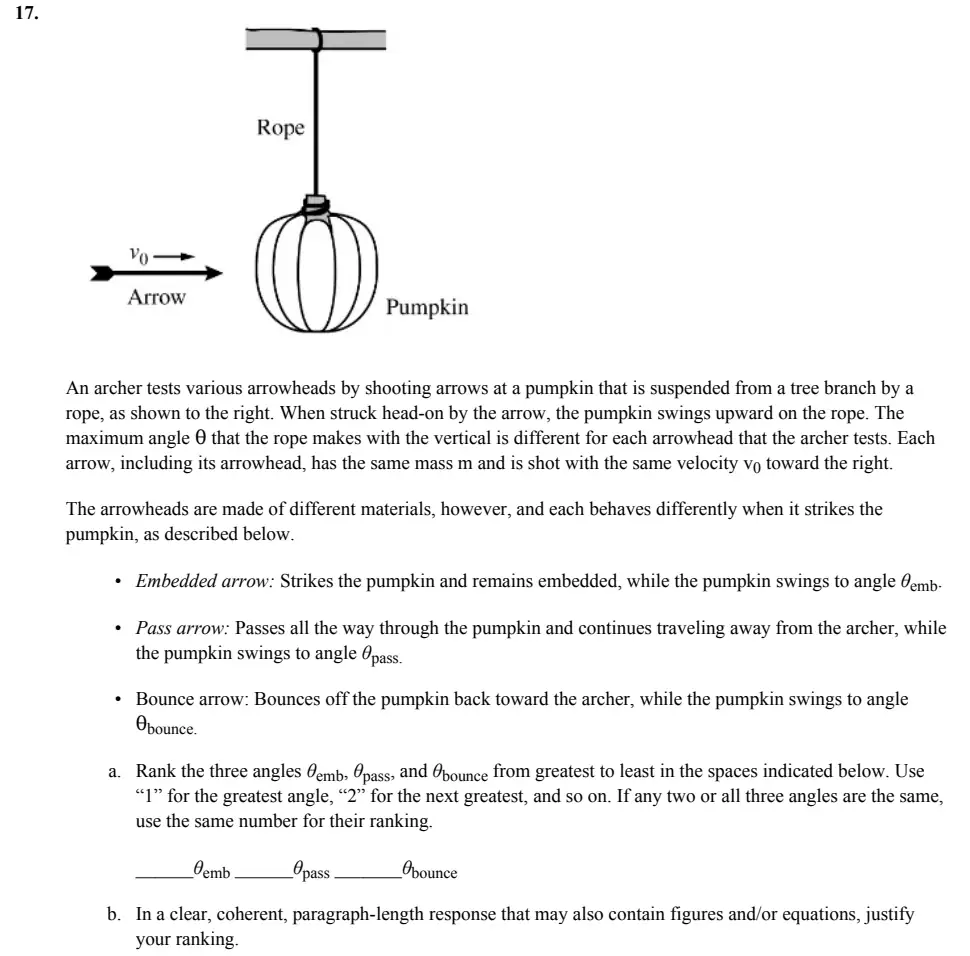 17.
Rope
v0
Arrow
Pumpkin
An archer tests various arrowheads by shooting arrows at a pumpkin that is suspended from a tree branch by a
rope, as shown to the right. When struck head-on by the arrow, the pumpkin swings upward on the rope. The
maximum angle θ that the rope makes with the vertical is different for each arrowhead that the archer tests. Each
arrow, including its arrowhead, has the same mass m and is shot with the same velocity v0 toward the right.
The arrowheads are made of different materials, however, and each behaves differently when it strikes the
pumpkin, as described below.
• Embedded arrow: Strikes the pumpkin and remains embedded, while the pumpkin swings to angle θemb.
• Pass arrow: Passes all the way through the pumpkin and continues traveling away from the archer, while
the pumpkin swings to angle θpass.
• Bounce arrow: Bounces off the pumpkin back toward the archer, while the pumpkin swings to angle
θbounce.
a. Rank the three angles θemb, θpass, and θbounce from greatest to least in the spaces indicated below. Use
“1” for the greatest angle, “2” for the next greatest, and so on. If any two or all three angles are the same,
use the same number for their ranking.
______θemb ______θpass _______θbounce
b. In a clear, coherent, paragraph-length response that may also contain figures and/or equations, justify
your ranking.